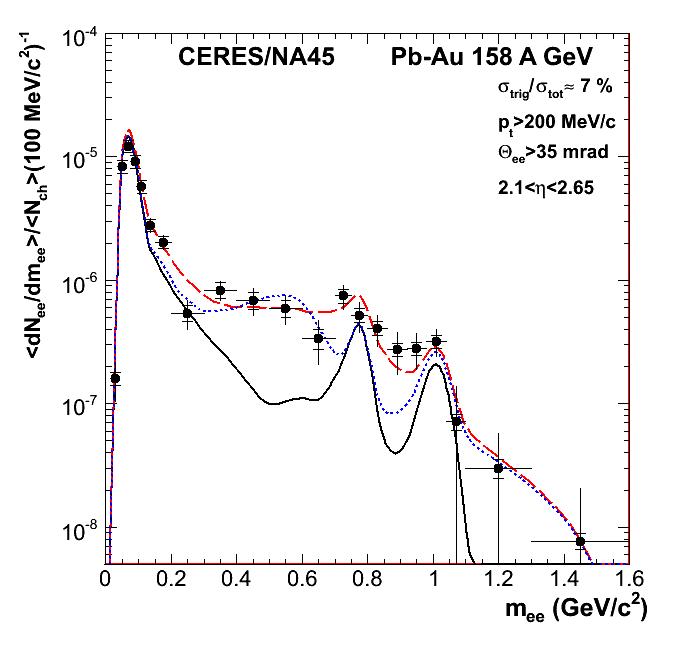 CERES/NA45 Pb-Au 158 A GeV
σtrig/σtot≈ 7 %
pt>200 MeV/c
Θee>35 mrad
2.1<η<2.65
<dNee/dmee>/<Nch>(100 MeV/c²)⁻¹
10⁻⁴
10⁻⁵
10⁻⁶
10⁻⁷
10⁻⁸
0 0.2 0.4 0.6 0.8 1 1.2 1.4 1.6
mee (GeV/c²)